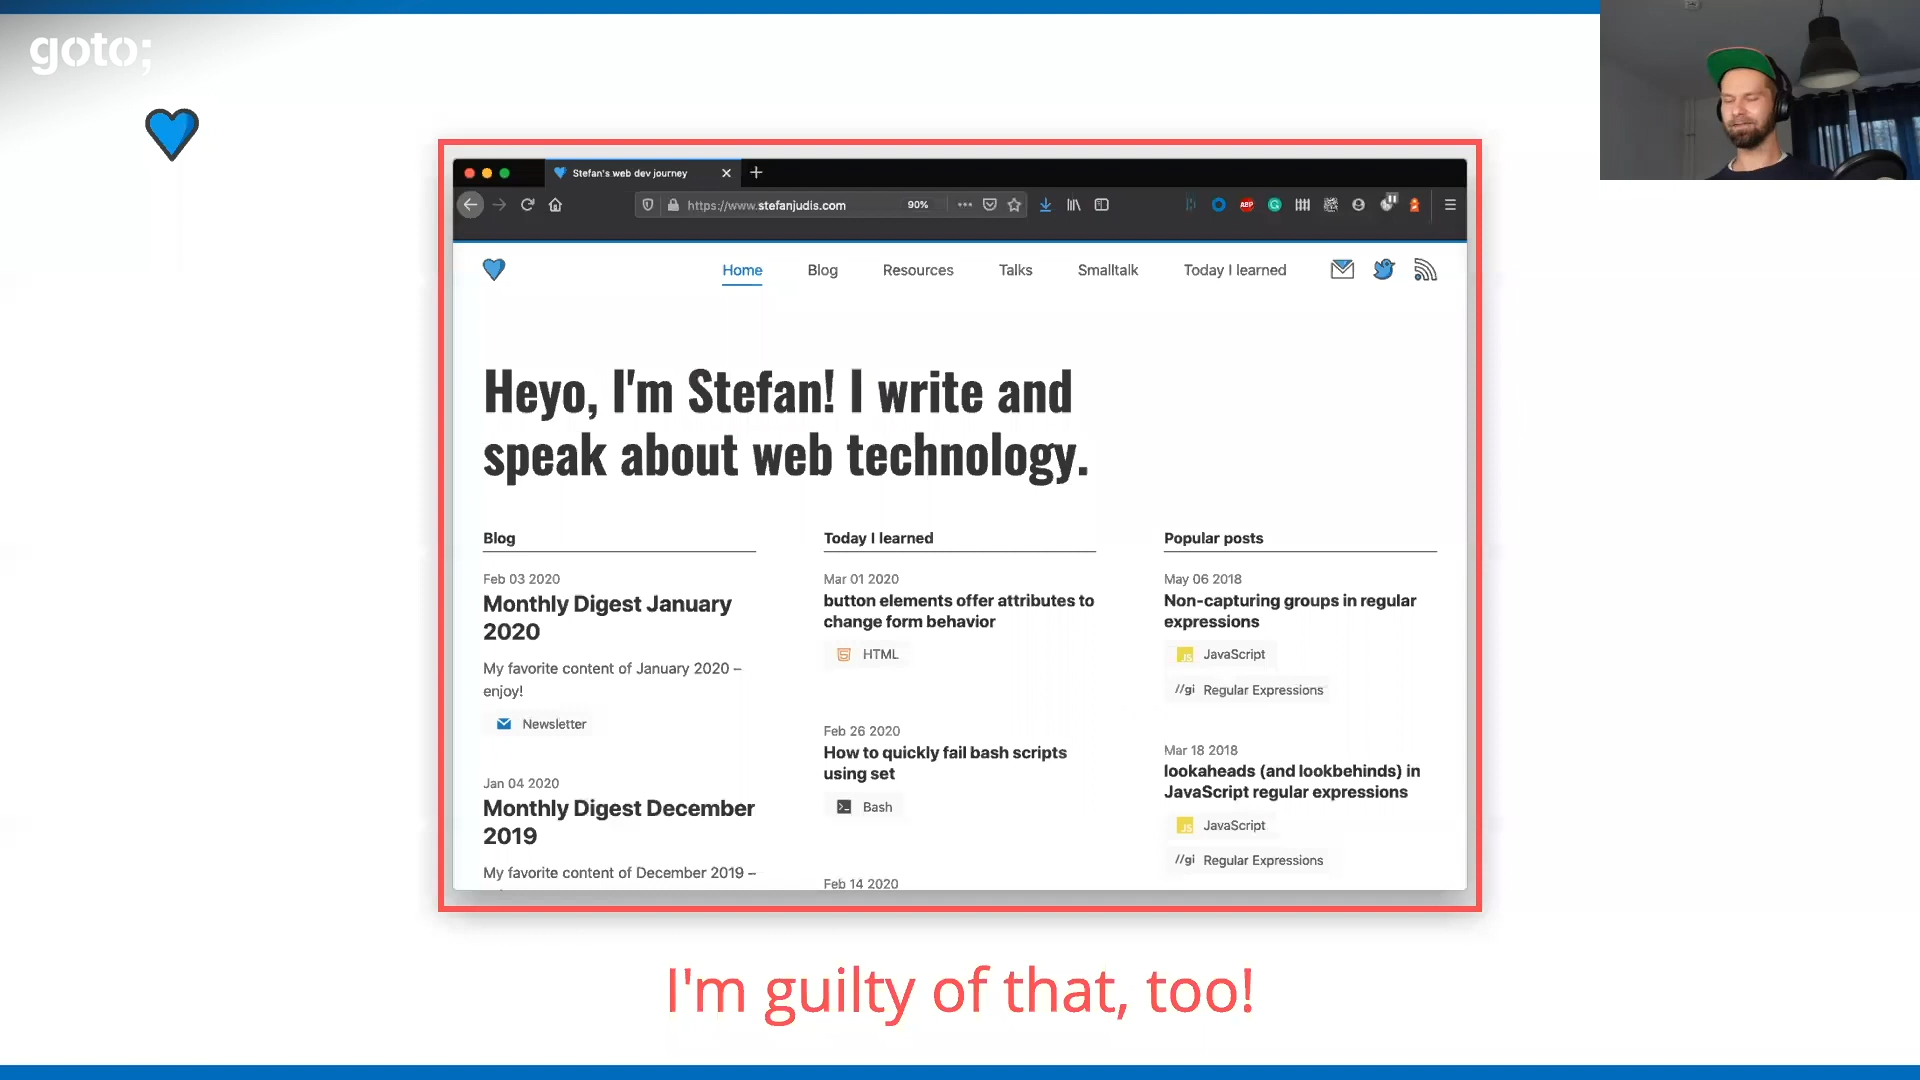 goto;
Stefan's web dev journey
https://www.stefanjudis.com
90%
ABP
Home
Blog
Resources
Talks
Smalltalk
Today I learned
Heyo, I'm Stefan! I write and
speak about web technology.
Blog
Feb 03 2020
Monthly Digest January
2020
My favorite content of January 2020 –
enjoy!
Newsletter
Jan 04 2020
Monthly Digest December
2019
My favorite content of December 2019 –
Today I learned
Mar 01 2020
button elements offer attributes to
change form behavior
HTML
Feb 26 2020
How to quickly fail bash scripts
using set
Bash
Feb 14 2020
Popular posts
May 06 2018
Non-capturing groups in regular
expressions
JS JavaScript
//gi Regular Expressions
Mar 18 2018
lookaheads (and lookbehinds) in
JavaScript regular expressions
JS JavaScript
//gi Regular Expressions
I'm guilty of that, too!